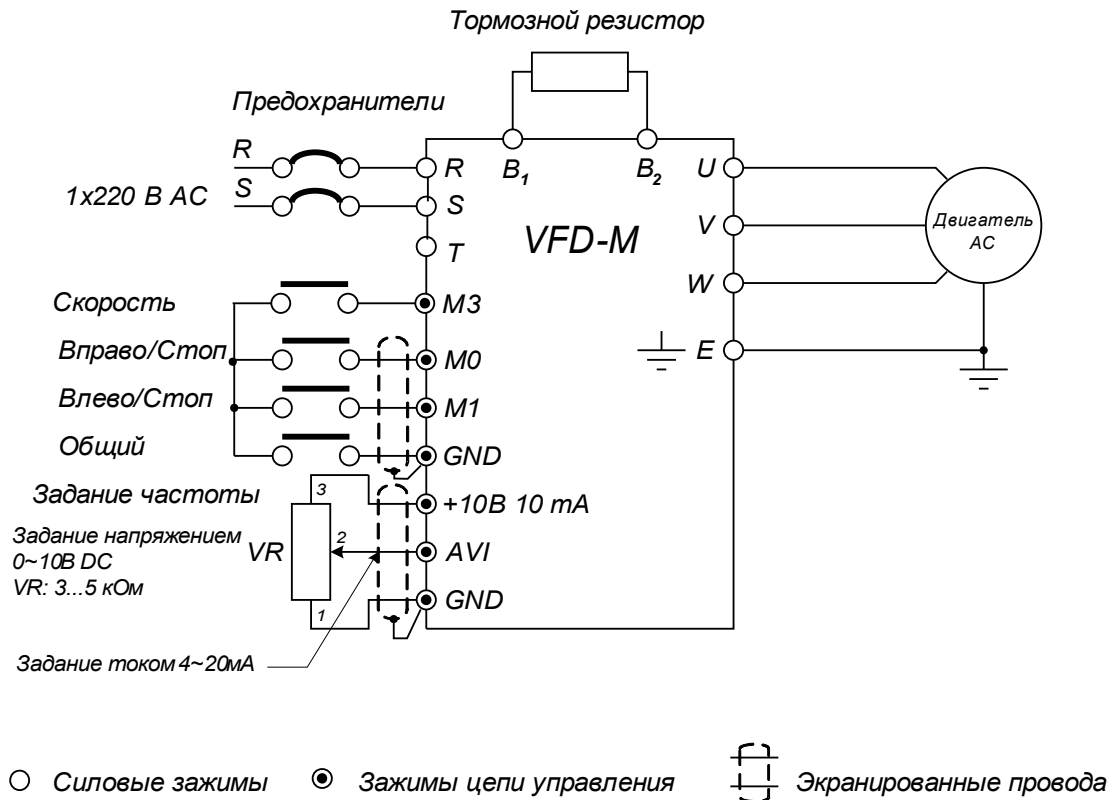 Тормозной резистор
Предохранители
R
R
B1
B2
U
1x220 В АС
S
S
VFD-M
V
Двигатель
АС
T
W
Скорость
M3
Вправо/Стоп
M0
E
Влево/Стоп
M1
Общий
GND
Задание частоты
3
+10В 10 mA
Задание напряжением
0~10В DC
VR: 3...5 кОм
VR
2
AVI
1
GND
Задание током 4~20мА
Силовые зажимы
Зажимы цепи управления
Экранированные провода